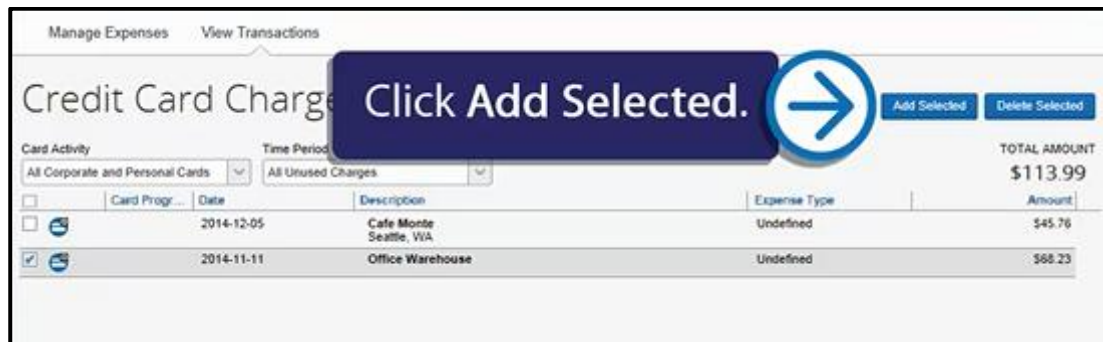 Manage Expenses View Transactions
Credit Card Charge
Click Add Selected.
Add Selected Delete Selected
Card Activity Time Period TOTAL AMOUNT
All Corporate and Personal Cards All Unused Charges $113.99
Card Progr... Date Description Expense Type Amount
2014-12-05 Cafe Monte Undefined $45.76
Seattle, WA
2014-11-11 Office Warehouse Undefined $68.23